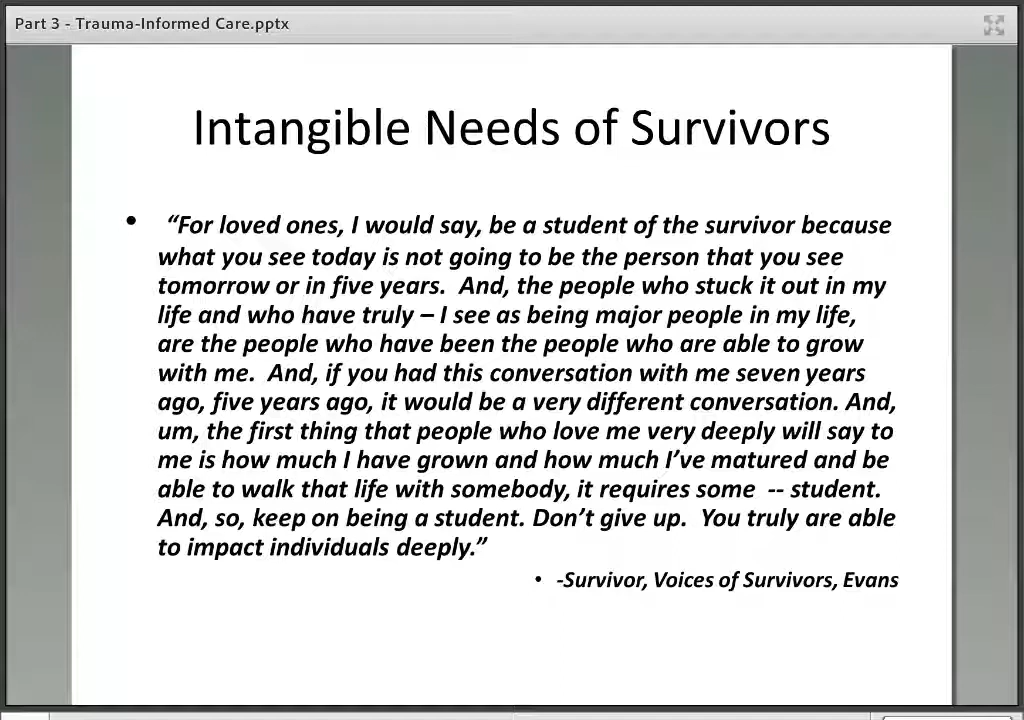 Part 3 - Trauma-Informed Care.pptx
Intangible Needs of Survivors
• “For loved ones, I would say, be a student of the survivor because
what you see today is not going to be the person that you see
tomorrow or in five years.  And, the people who stuck it out in my
life and who have truly – I see as being major people in my life,
are the people who have been the people who are able to grow
with me.  And, if you had this conversation with me seven years
ago, five years ago, it would be a very different conversation. And,
um, the first thing that people who love me very deeply will say to
me is how much I have grown and how much I’ve matured and be
able to walk that life with somebody, it requires some  -- student.
And, so, keep on being a student. Don’t give up.  You truly are able
to impact individuals deeply.”
• -Survivor, Voices of Survivors, Evans